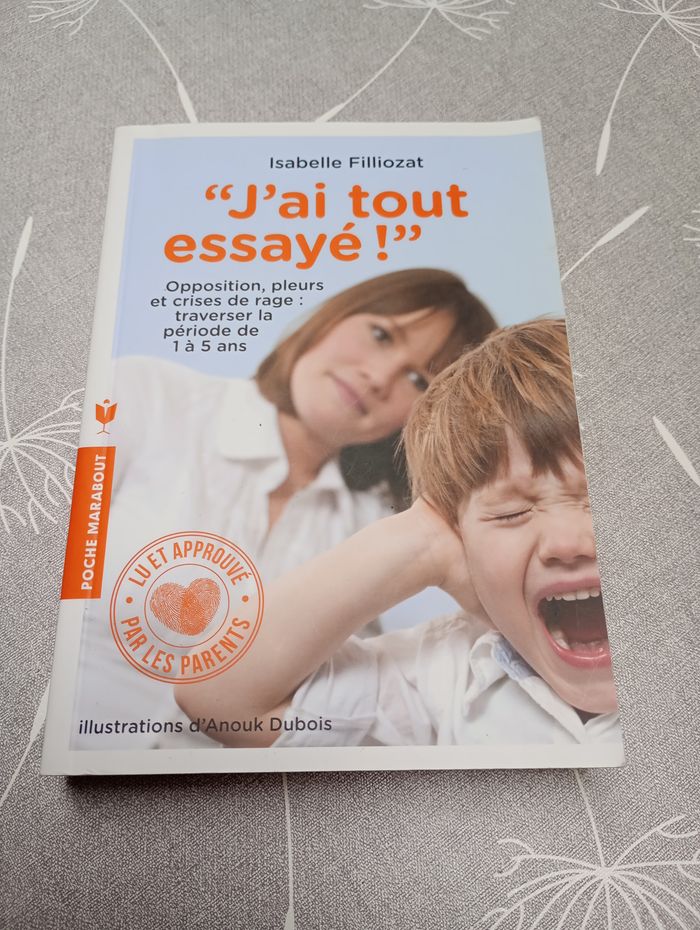 Isabelle Filliozat
“J’ai tout
essayé !”
Opposition, pleurs
et crises de rage :
traverser la
période de
1 à 5 ans
POCHE MARABOUT
LU ET APPROUVÉ
PAR LES PARENTS
illustrations d’Anouk Dubois